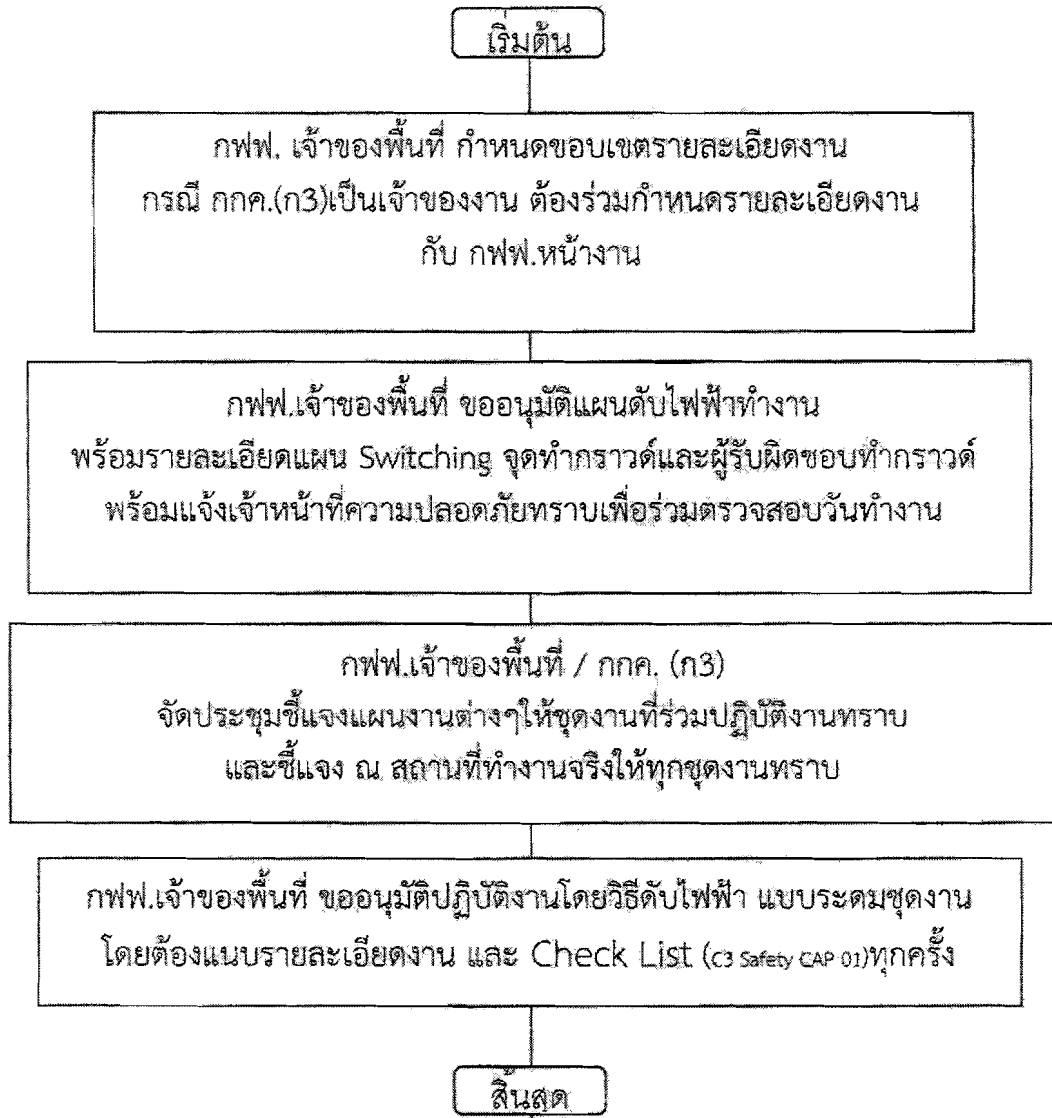 เริ่มต้น
กฟฟ. เจ้าของพื้นที่ กำหนดขอบเขตรายละเอียดงาน
กรณี กกค.(ก3)เป็นเจ้าของงาน ต้องร่วมกำหนดรายละเอียดงาน
กับ กฟฟ.หน้างาน
กฟฟ.เจ้าของพื้นที่ ขออนุมัติแผนดับไฟฟ้าทำงาน
พร้อมรายละเอียดแผน Switching จุดทำกราวด์และผู้รับผิดชอบทำกราวด์
พร้อมแจ้งเจ้าหน้าที่ความปลอดภัยทราบเพื่อร่วมตรวจสอบวันทำงาน
กฟฟ.เจ้าของพื้นที่ / กกค. (ก3)
จัดประชุมชี้แจงแผนงานต่างๆให้ชุดงานที่ร่วมปฏิบัติงานทราบ
และชี้แจง ณ สถานที่ทำงานจริงให้ทุกชุดงานทราบ
กฟฟ.เจ้าของพื้นที่ ขออนุมัติปฏิบัติงานโดยวิธีดับไฟฟ้า แบบระดมชุดงาน
โดยต้องแนบรายละเอียดงาน และ Check List (C3 Safety CAP 01)ทุกครั้ง
สิ้นสุด